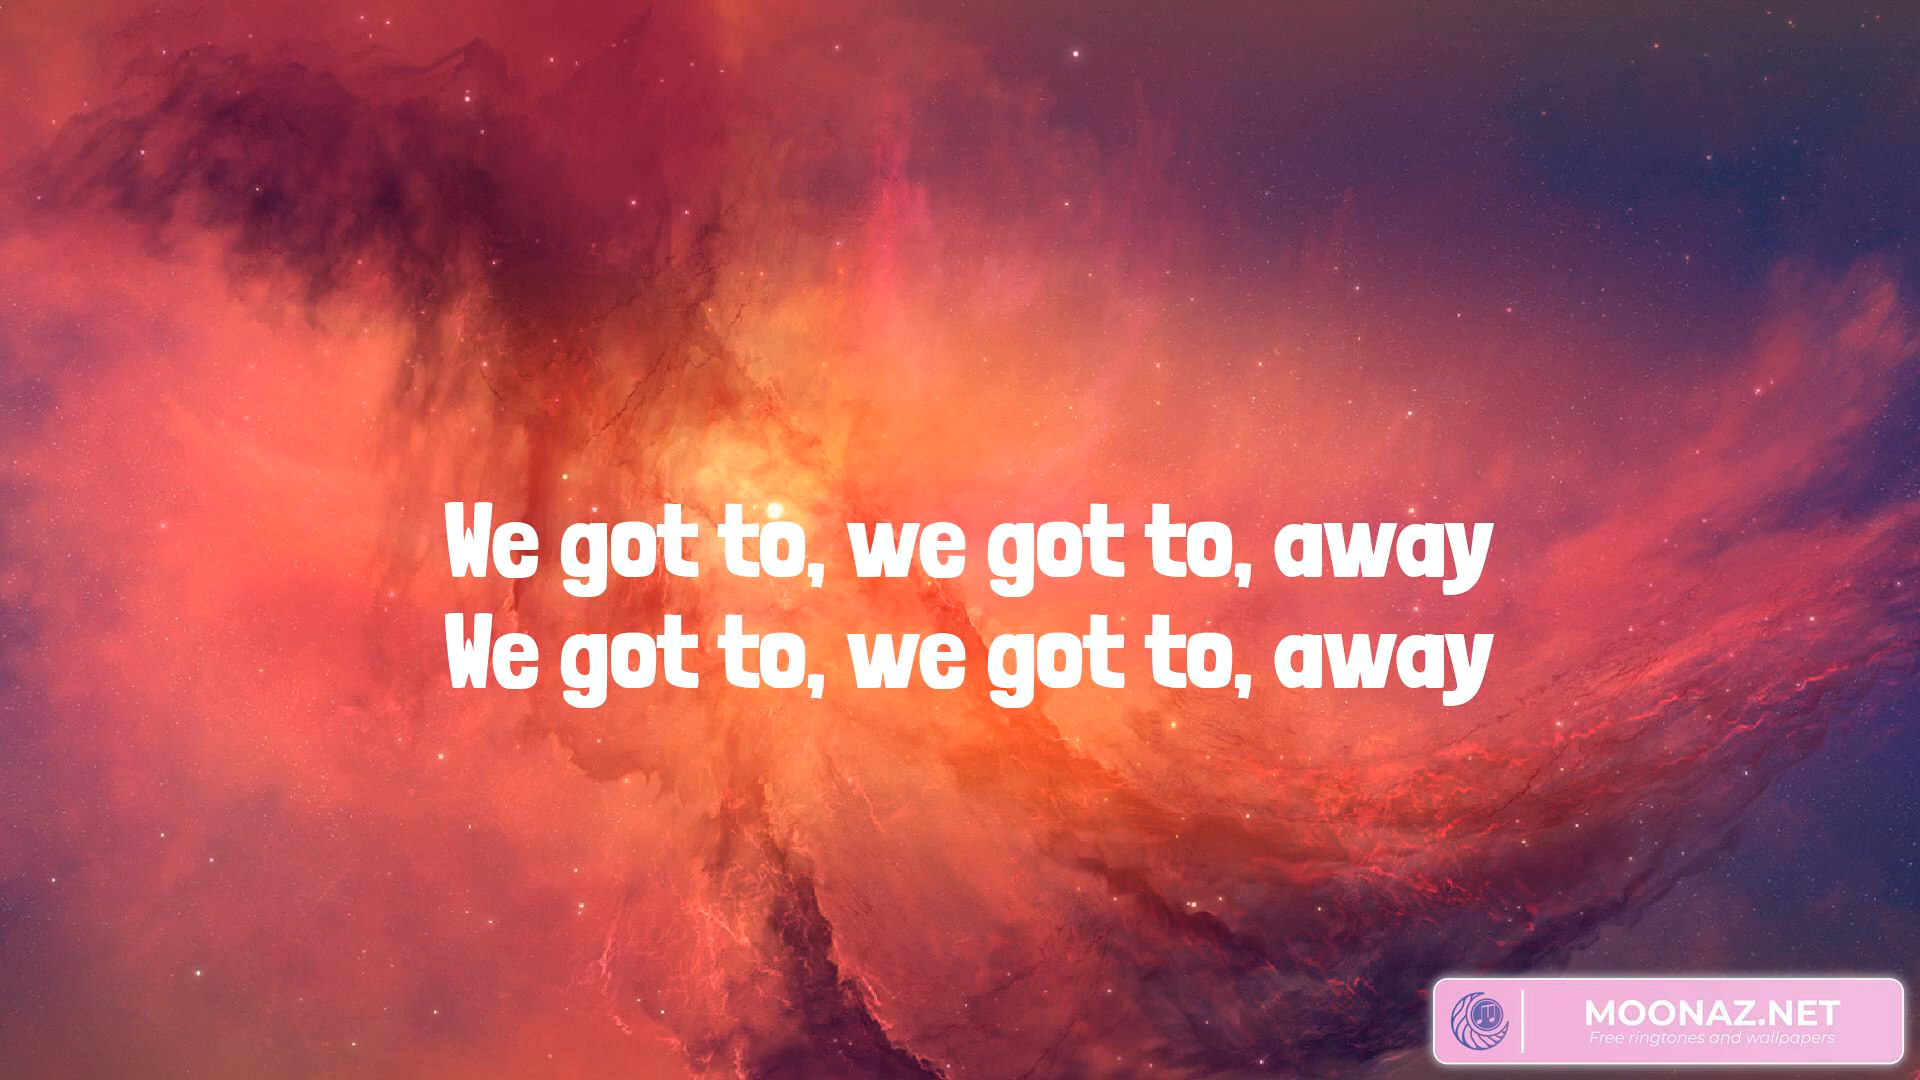 We got to, we got to, away
We got to, we got to, away
MOONAZ.NET
Free ringtones and wallpapers